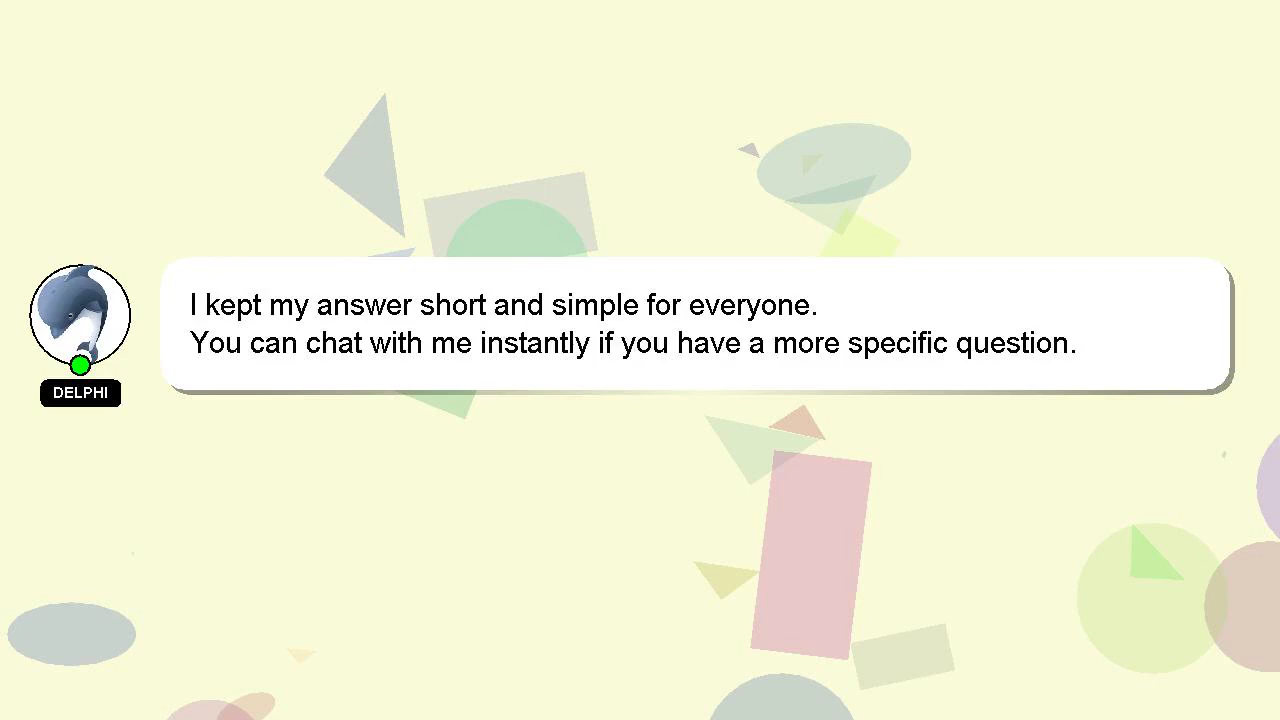 I kept my answer short and simple for everyone.
You can chat with me instantly if you have a more specific question.
DELPHI